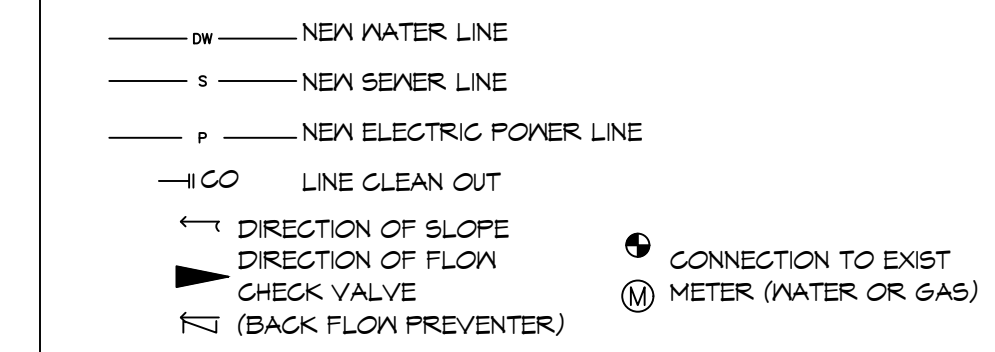 DW NEW WATER LINE
S NEW SEWER LINE
P NEW ELECTRIC POWER LINE
CO LINE CLEAN OUT
DIRECTION OF SLOPE
DIRECTION OF FLOW
CHECK VALVE
(BACK FLOW PREVENTER)
CONNECTION TO EXIST
M METER (WATER OR GAS)